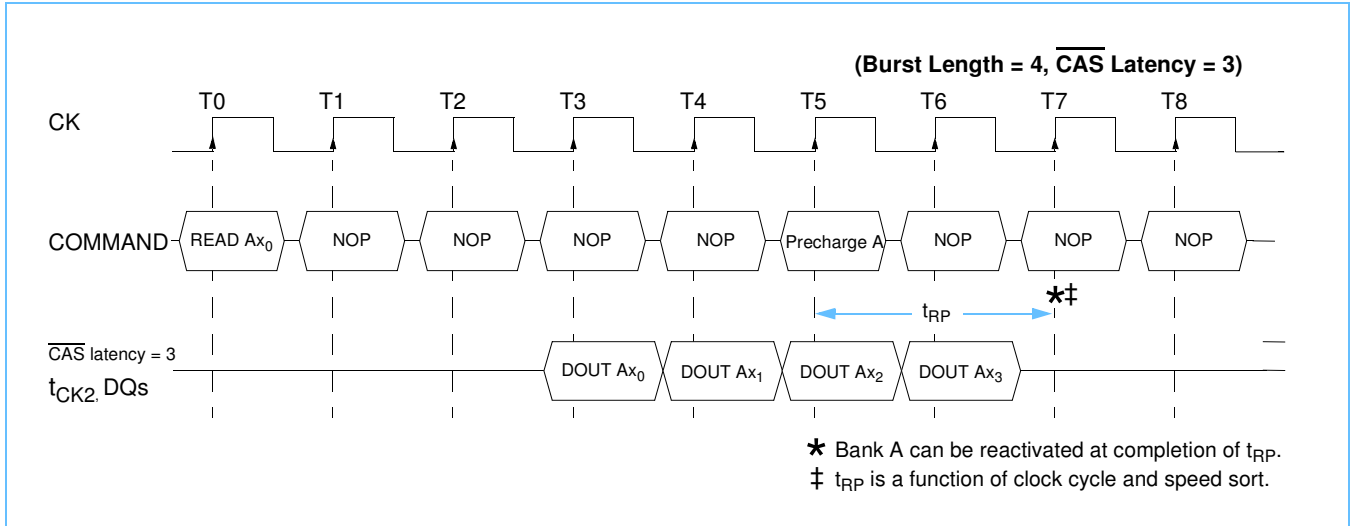 (Burst Length = 4, CAS Latency = 3)
T0 T1 T2 T3 T4 T5 T6 T7 T8
CK
COMMAND READ Ax0 NOP NOP NOP NOP Precharge A NOP NOP NOP
*‡
tRP
CAS latency = 3
tCK2, DQs
DOUT Ax0 DOUT Ax1 DOUT Ax2 DOUT Ax3
* Bank A can be reactivated at completion of tRP.
‡ tRP is a function of clock cycle and speed sort.